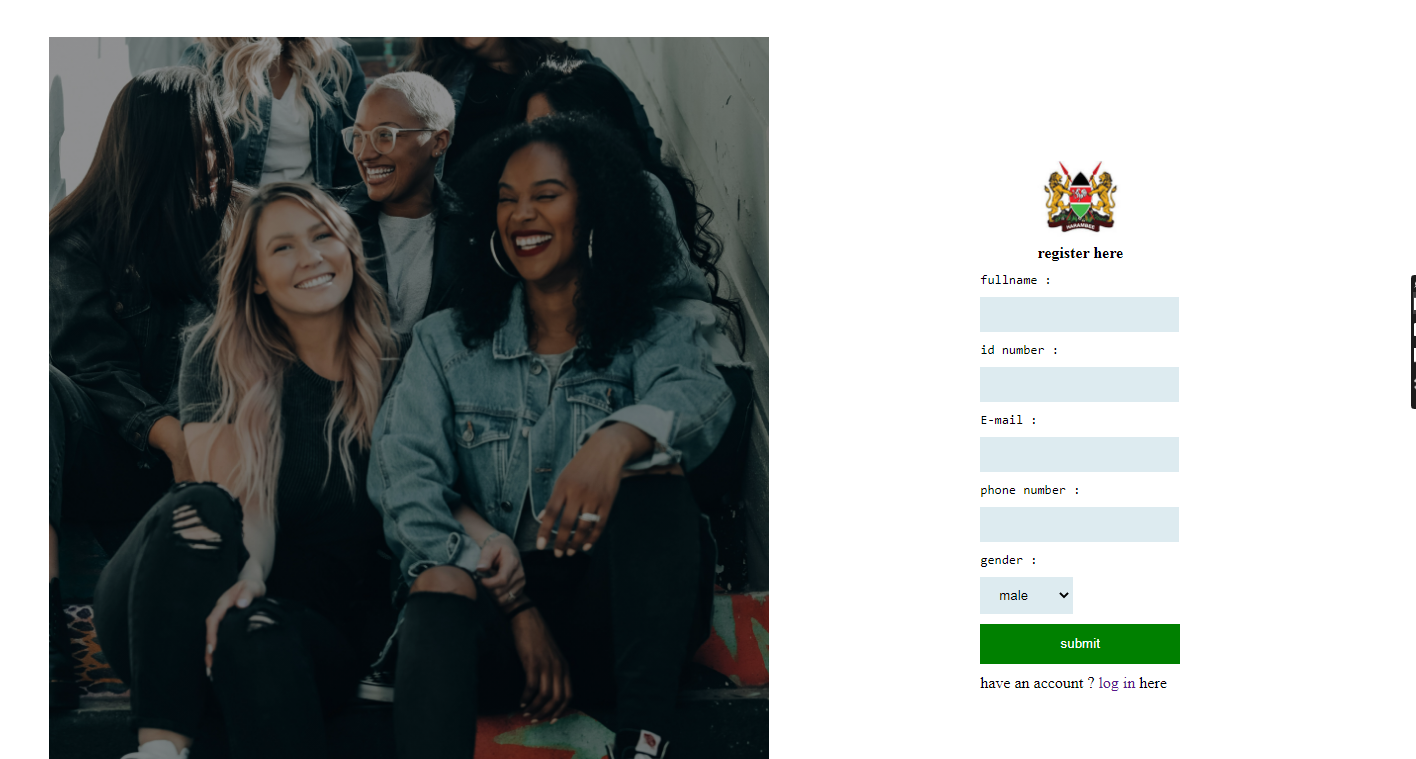 HARAMBEE
register here
fullname :
id number :
E-mail :
phone number :
gender :
male
submit
have an account ? log in here